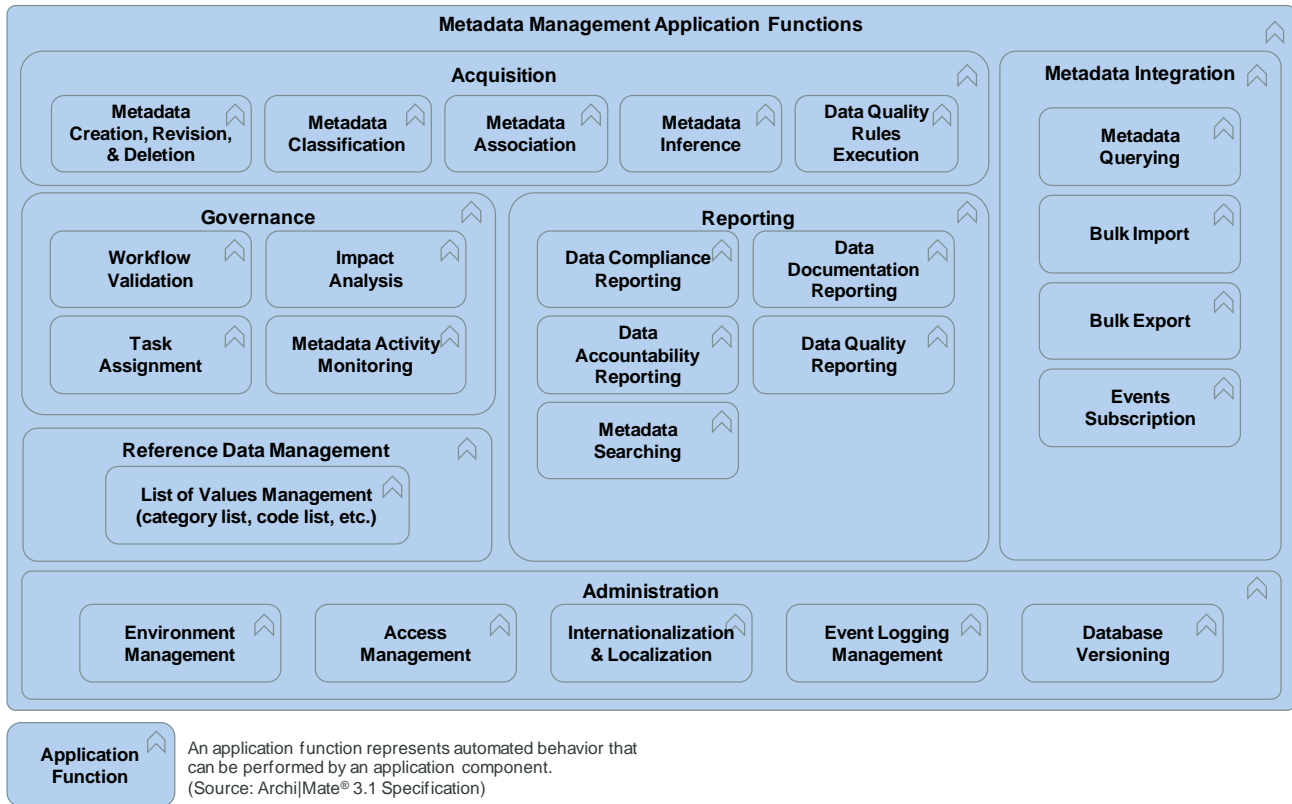 Metadata Management Application Functions
Acquisition
Metadata
Creation, Revision,
& Deletion
Metadata
Classification
Metadata
Association
Metadata
Inference
Data Quality
Rules
Execution
Metadata Integration
Metadata
Querying
Bulk Import
Bulk Export
Events
Subscription
Governance
Workflow
Validation
Impact
Analysis
Task
Assignment
Metadata Activity
Monitoring
Reporting
Data Compliance
Reporting
Data
Documentation
Reporting
Data
Accountability
Reporting
Data Quality
Reporting
Metadata
Searching
Reference Data Management
List of Values Management
(category list, code list, etc.)
Administration
Environment
Management
Access
Management
Internationalization
& Localization
Event Logging
Management
Database
Versioning
Application
Function
An application function represents automated behavior that
can be performed by an application component.
(Source: Archi|Mate® 3.1 Specification)